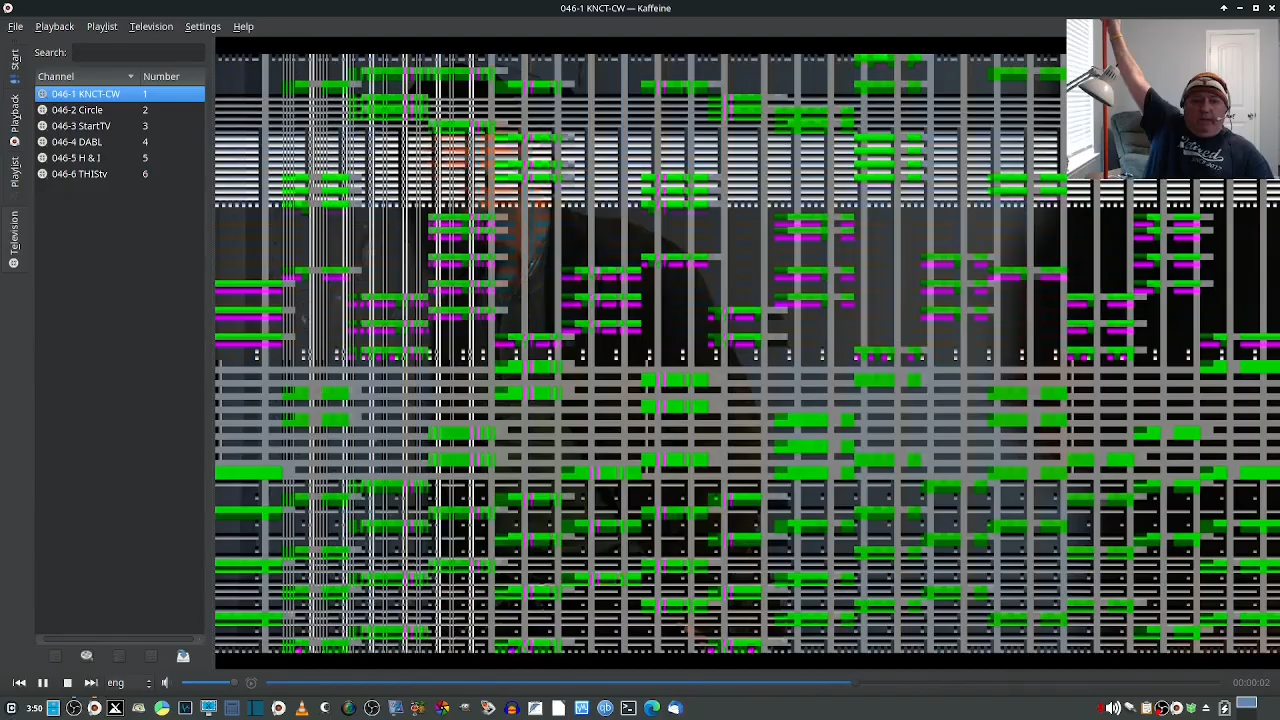 046-1 KNCT-CW — Kaffeine
File Playback Playlist Television Settings Help
Start
Playback
Playlist
Audio CD
Television
Search:
Channel Number
046-1 KNCT-CW 1
046-2 Circle 2
046-3 StartTV 3
046-4 DABL 4
046-5 H & I 5
046-6 THISTv 6
eng
00:00:02
3:50